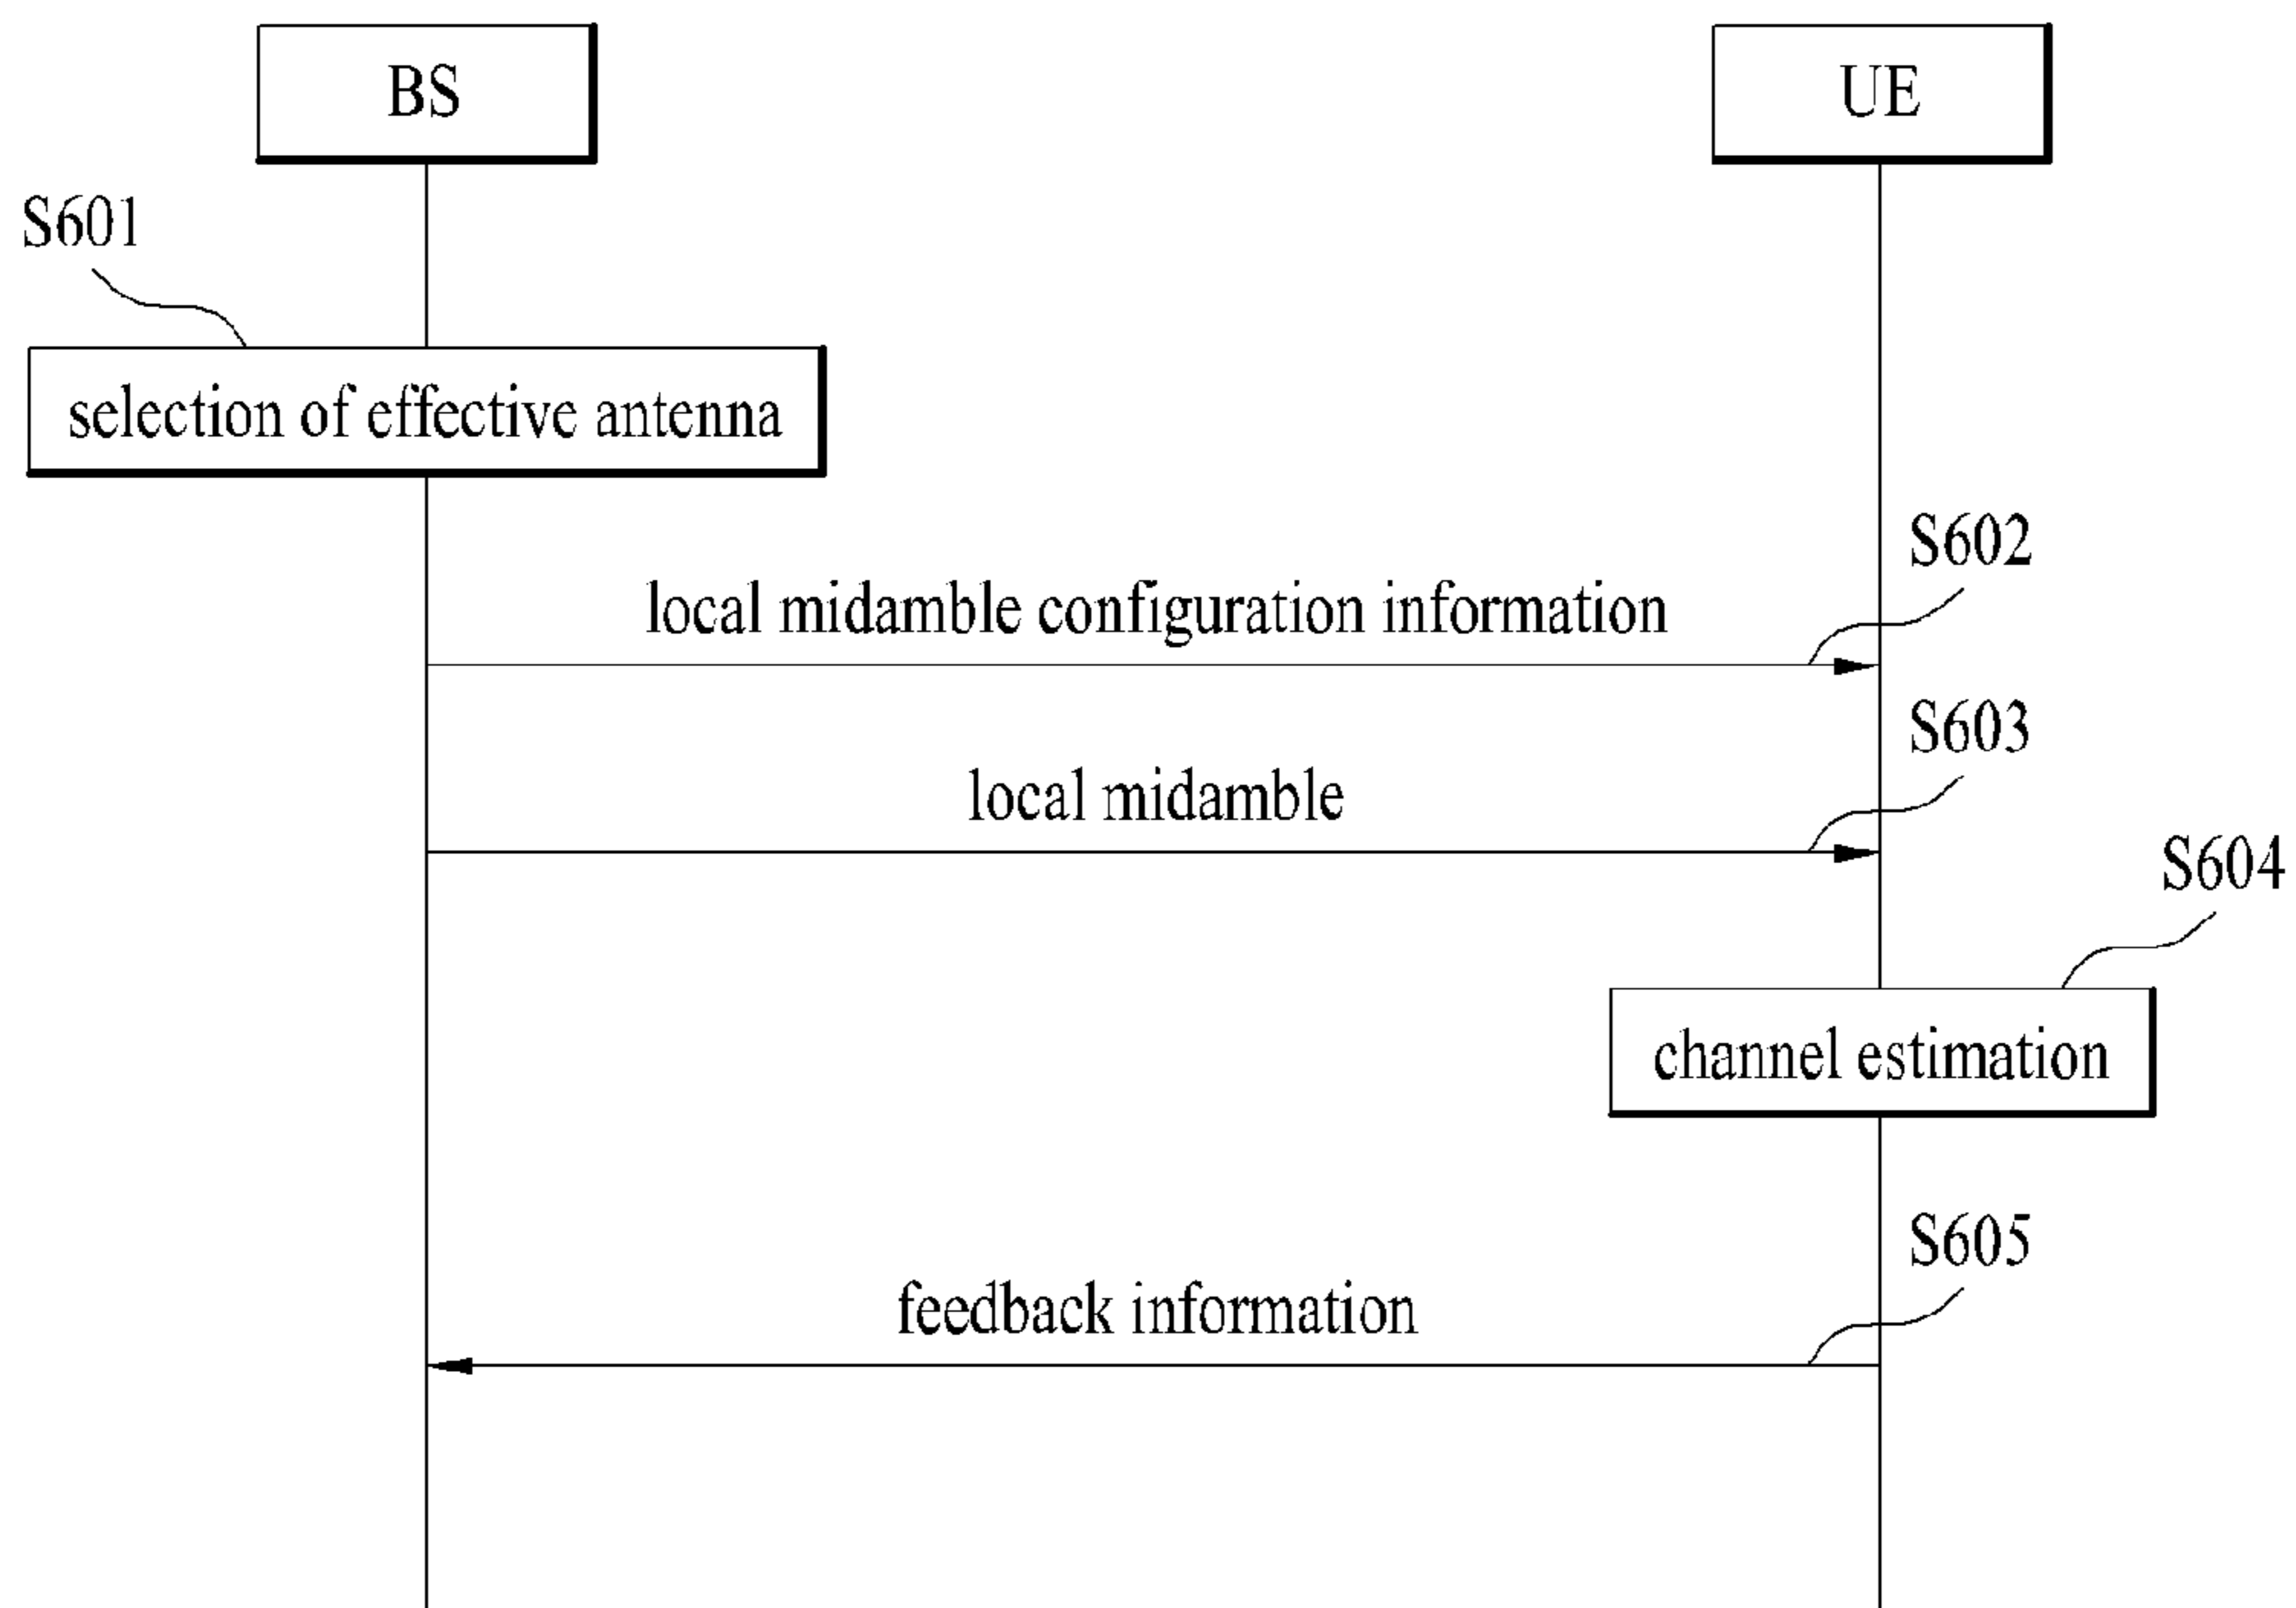 BS
UE
S601
selection of effective antenna
S602
local midamble configuration information
S603
local midamble
S604
channel estimation
S605
feedback information